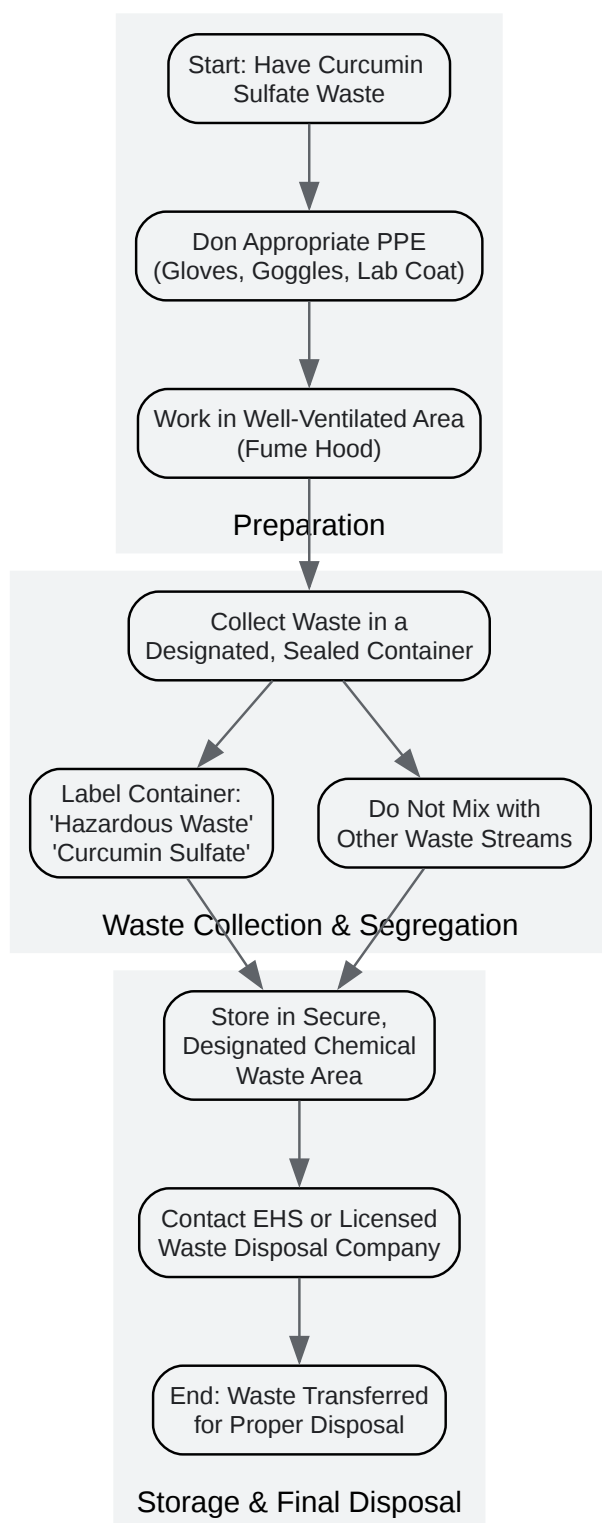 Start: Have Curcumin
Sulfate Waste
Don Appropriate PPE
(Gloves, Goggles, Lab Coat)
Work in Well-Ventilated Area
(Fume Hood)
Preparation
Collect Waste in a
Designated, Sealed Container
Label Container:
'Hazardous Waste'
'Curcumin Sulfate'
Do Not Mix with
Other Waste Streams
Waste Collection & Segregation
Store in Secure,
Designated Chemical
Waste Area
Contact EHS or Licensed
Waste Disposal Company
End: Waste Transferred
for Proper Disposal
Storage & Final Disposal